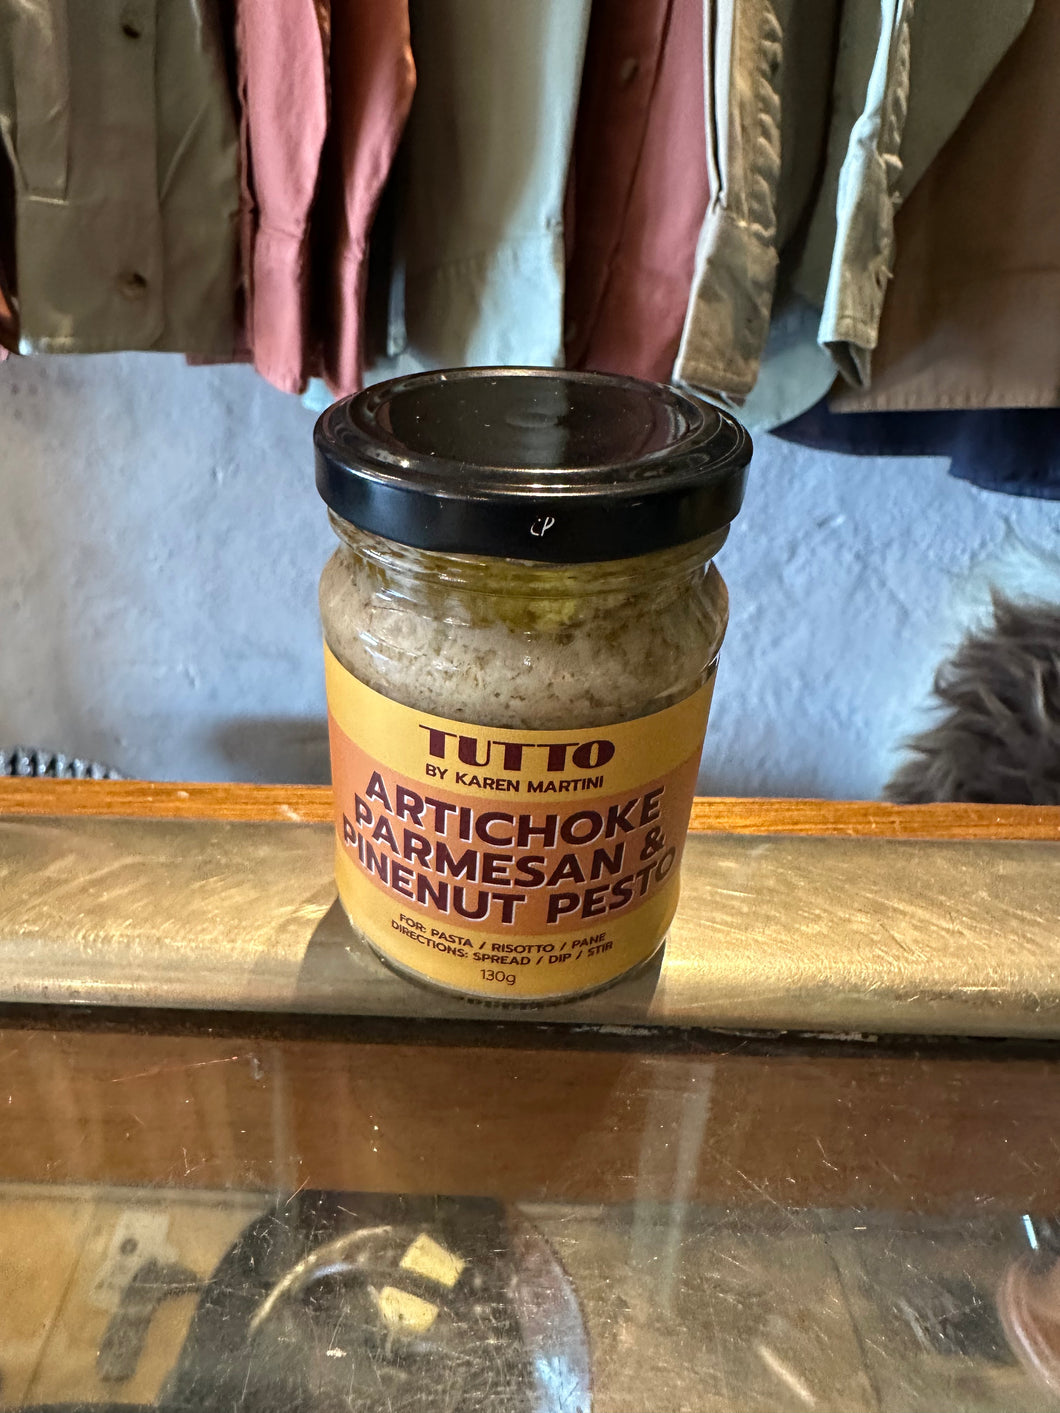 TUTTO
BY KAREN MARTINI
ARTICHOKE
PARMESAN &
PINENUT PESTO
FOR: PASTA / RISOTTO / PANE
DIRECTIONS: SPREAD / DIP / STIR
130g